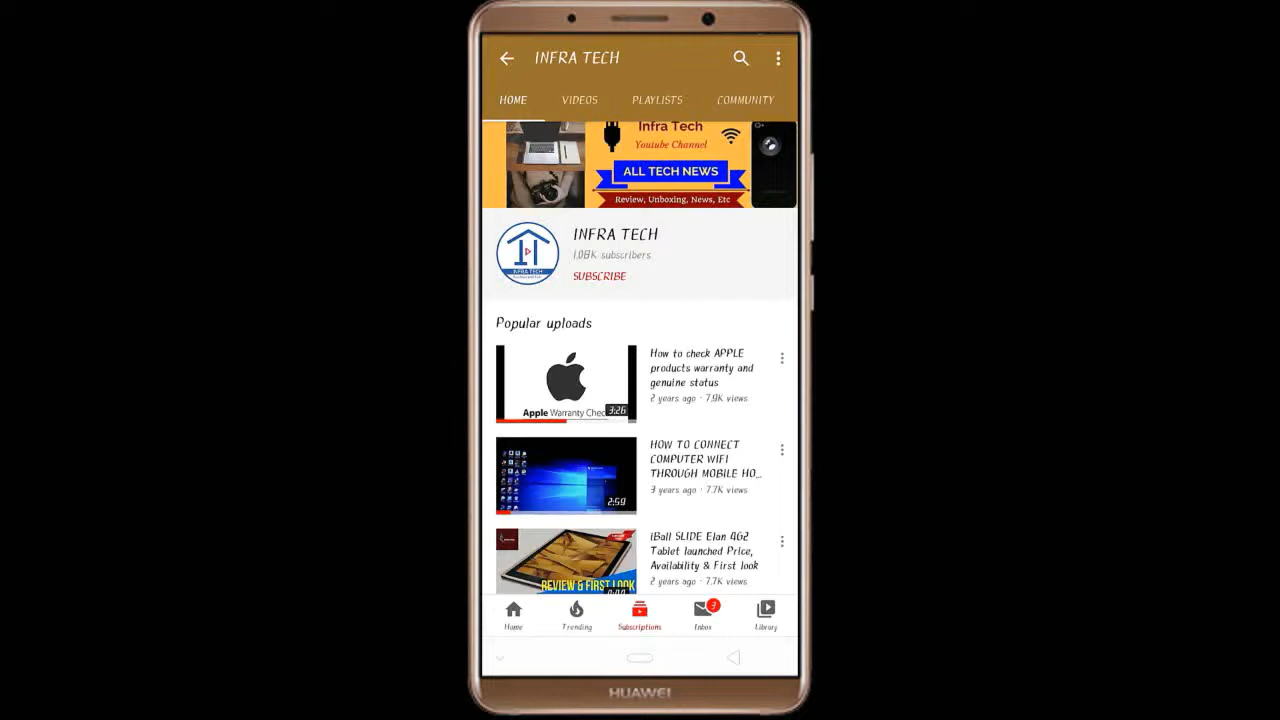 INFRA TECH
HOME VIDEOS PLAYLISTS COMMUNITY
Infra Tech
Youtube Channel
ALL TECH NEWS
Review, Unboxing, News, Etc
INFRA TECH
INFRA TECH
1.08K subscribers
SUBSCRIBE
Popular uploads
Apple Warranty Chec
3:26
How to check APPLE
products warranty and
genuine status
2 years ago · 7.9K views
2:59
HOW TO CONNECT
COMPUTER WIFI
THROUGH MOBILE HO...
3 years ago · 7.7K views
REVIEW & FIRST LOOK
iBall SLIDE Elan 4G2
Tablet launched Price,
Availability & First look
2 years ago · 7.7K views
Home Trending Subscriptions Inbox Library
HUAWEI